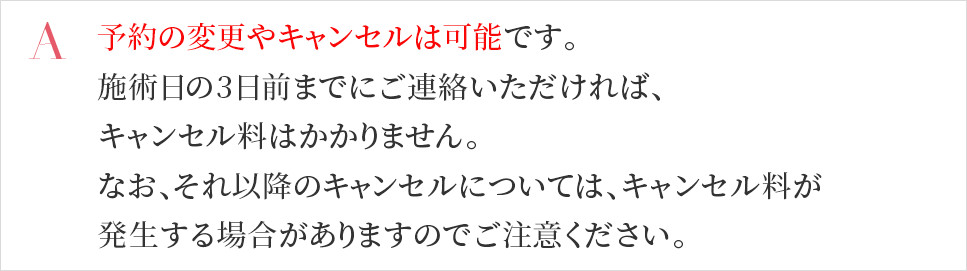 A 予約の変更やキャンセルは可能です。
施術日の3日前までにご連絡いただければ、
キャンセル料はかかりません。
なお、それ以降のキャンセルについては、キャンセル料が
発生する場合がありますのでご注意ください。